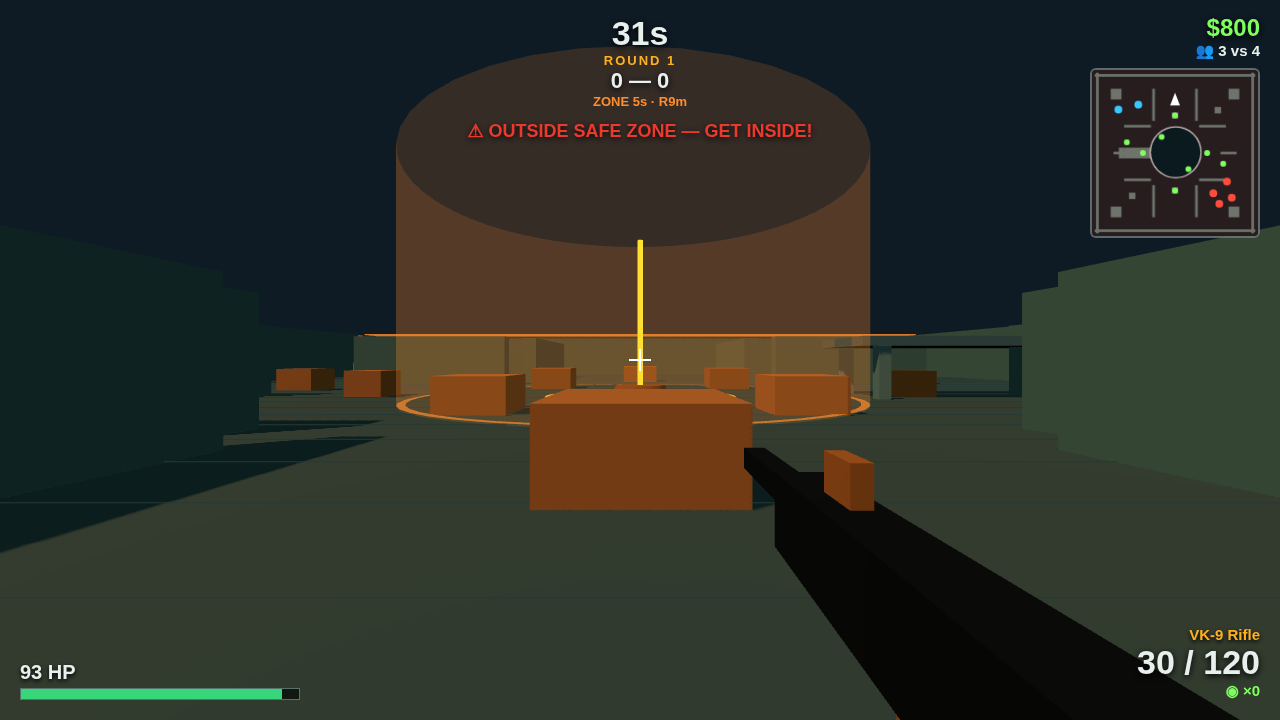 31s
ROUND 1
0 — 0
ZONE 5s · R9m
⚠ OUTSIDE SAFE ZONE — GET INSIDE!
$800
👥 3 vs 4
93 HP
VK-9 Rifle
30 / 120
◉ ×0